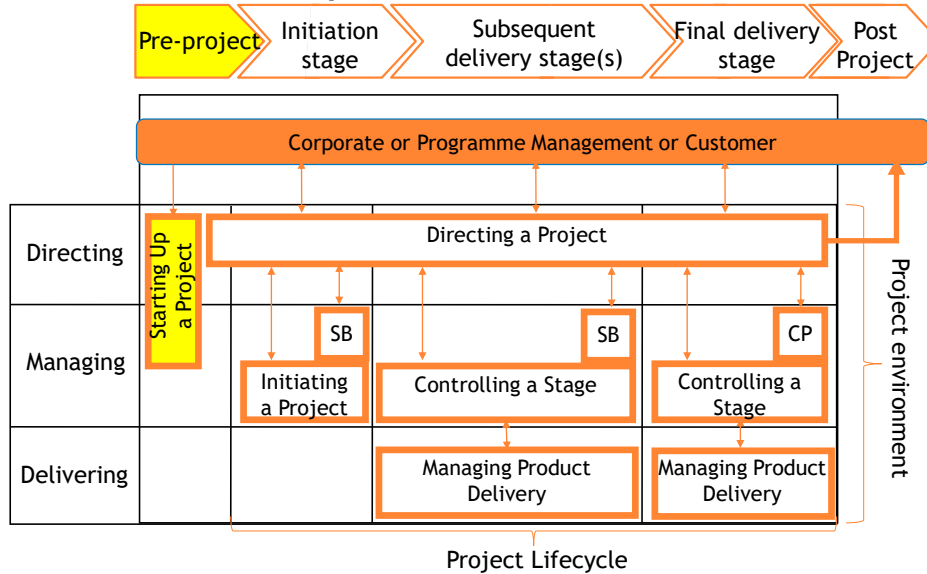 Pre-project
Initiation
stage
Subsequent
delivery stage(s)
Final delivery
stage
Post
Project
Corporate or Programme Management or Customer
Directing
Starting Up
a Project
Directing a Project
Managing
SB
Initiating
a Project
SB
Controlling a Stage
CP
Controlling a
Stage
Delivering
Managing Product
Delivery
Managing Product
Delivery
Project environment
Project Lifecycle